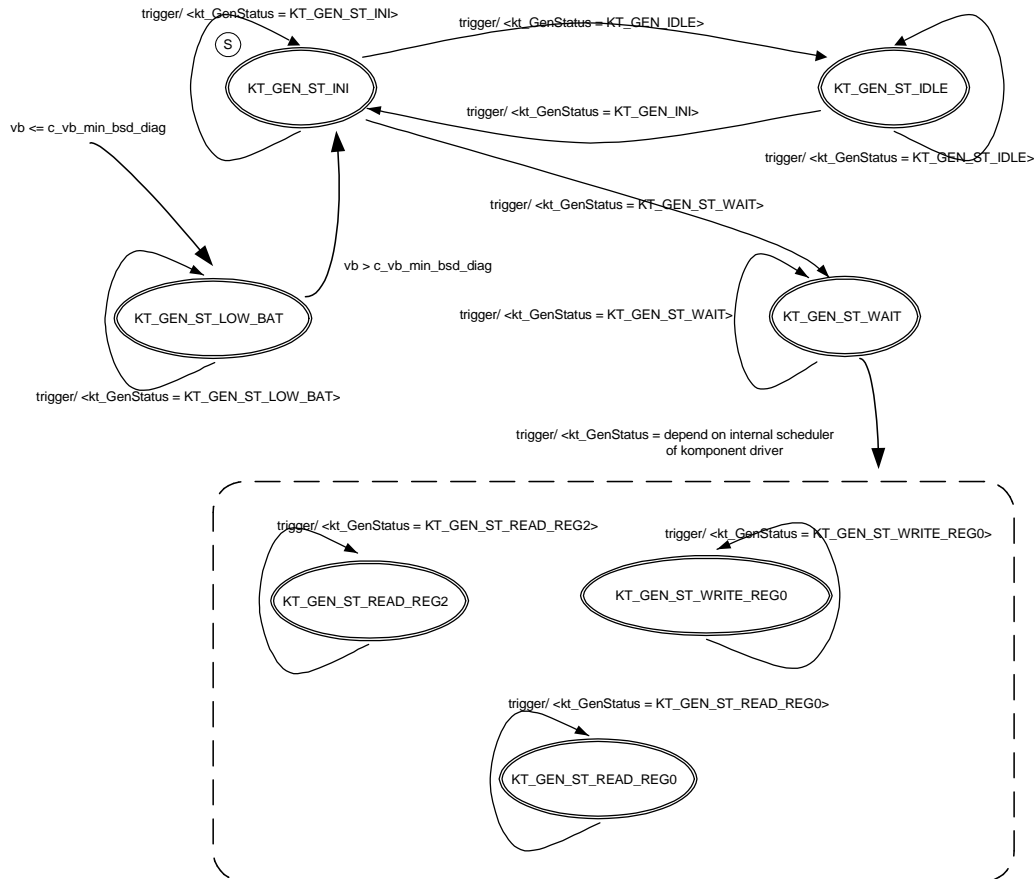 trigger/ <kt_GenStatus = KT_GEN_ST_INI>
trigger/ <kt_GenStatus = KT_GEN_IDLE>
S
KT_GEN_ST_INI
KT_GEN_ST_IDLE
trigger/ <kt_GenStatus = KT_GEN_INI>
vb <= c_vb_min_bsd_diag
trigger/ <kt_GenStatus = KT_GEN_ST_IDLE>
trigger/ <kt_GenStatus = KT_GEN_ST_WAIT>
vb > c_vb_min_bsd_diag
KT_GEN_ST_LOW_BAT
trigger/ <kt_GenStatus = KT_GEN_ST_WAIT>
KT_GEN_ST_WAIT
trigger/ <kt_GenStatus = KT_GEN_ST_LOW_BAT>
trigger/ <kt_GenStatus = depend on internal scheduler
of komponent driver
trigger/ <kt_GenStatus = KT_GEN_ST_READ_REG2>
trigger/ <kt_GenStatus = KT_GEN_ST_WRITE_REG0>
KT_GEN_ST_READ_REG2
KT_GEN_ST_WRITE_REG0
trigger/ <kt_GenStatus = KT_GEN_ST_READ_REG0>
KT_GEN_ST_READ_REG0